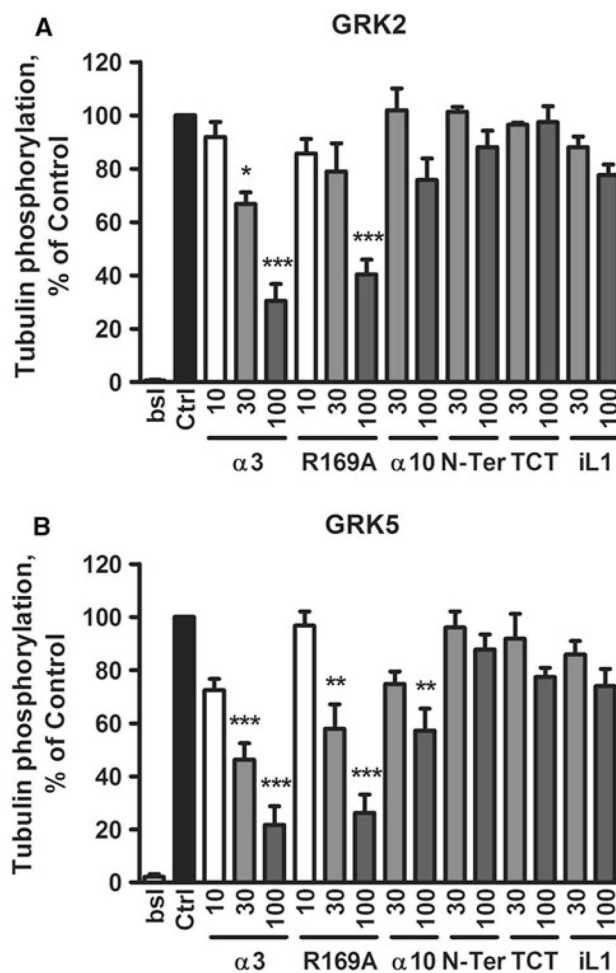 A
GRK2
Tubulin phosphorylation,
% of Control
120
100
80
60
40
20
0
*
***
***
bsl Ctrl 10 30 100 10 30 100 30 100 30 100 30 100 30 100
α3 R169A α10 N-Ter TCT iL1
B
GRK5
Tubulin phosphorylation,
% of Control
120
100
80
60
40
20
0
***
***
**
***
**
bsl Ctrl 10 30 100 10 30 100 30 100 30 100 30 100 30 100
α3 R169A α10 N-Ter TCT iL1